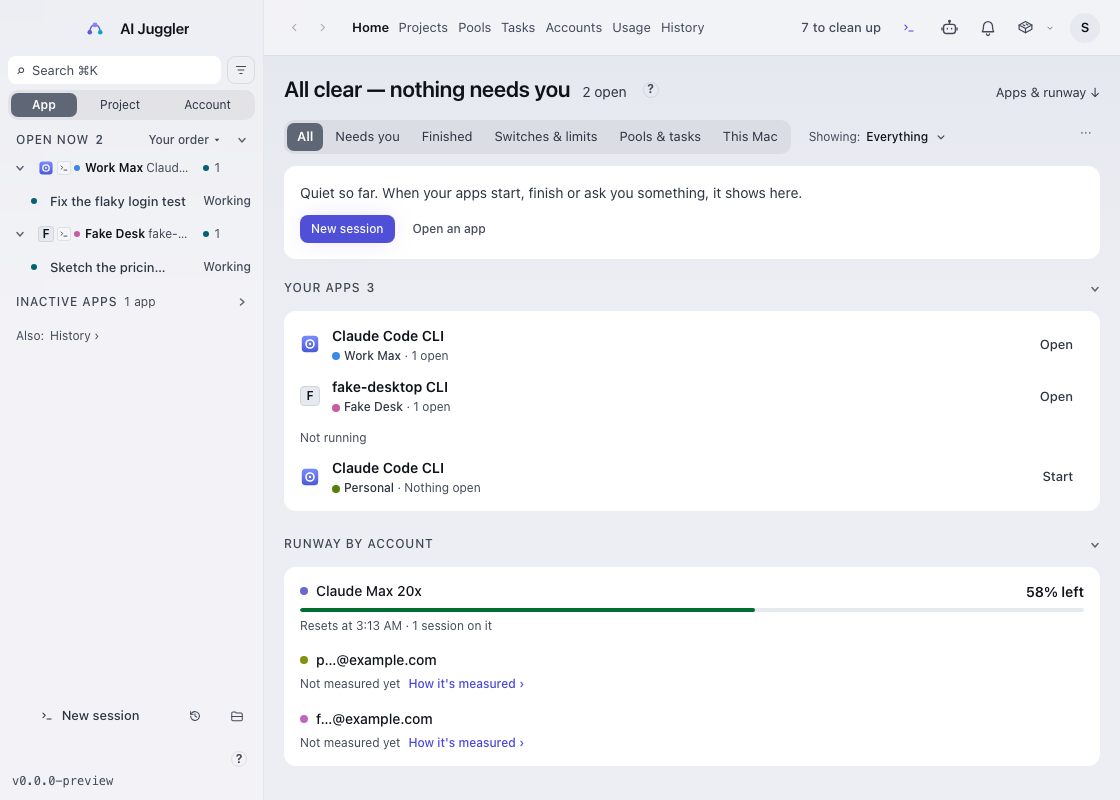 AI Juggler
Search ⌘K
App Project Account
OPEN NOW 2 Your order
Work Max Claud... 1
Fix the flaky login test Working
F Fake Desk fake-... 1
Sketch the pricin... Working
INACTIVE APPS 1 app
Also: History ›
New session
?
v0.0.0-preview
Home Projects Pools Tasks Accounts Usage History 7 to clean up S
All clear — nothing needs you 2 open ? Apps & runway ↓
All Needs you Finished Switches & limits Pools & tasks This Mac Showing: Everything ...
Quiet so far. When your apps start, finish or ask you something, it shows here.
New session Open an app
YOUR APPS 3
Claude Code CLI
Work Max · 1 open Open
F fake-desktop CLI
Fake Desk · 1 open Open
Not running
Claude Code CLI
Personal · Nothing open Start
RUNWAY BY ACCOUNT
Claude Max 20x 58% left
Resets at 3:13 AM · 1 session on it
p...@example.com
Not measured yet How it's measured ›
f...@example.com
Not measured yet How it's measured ›